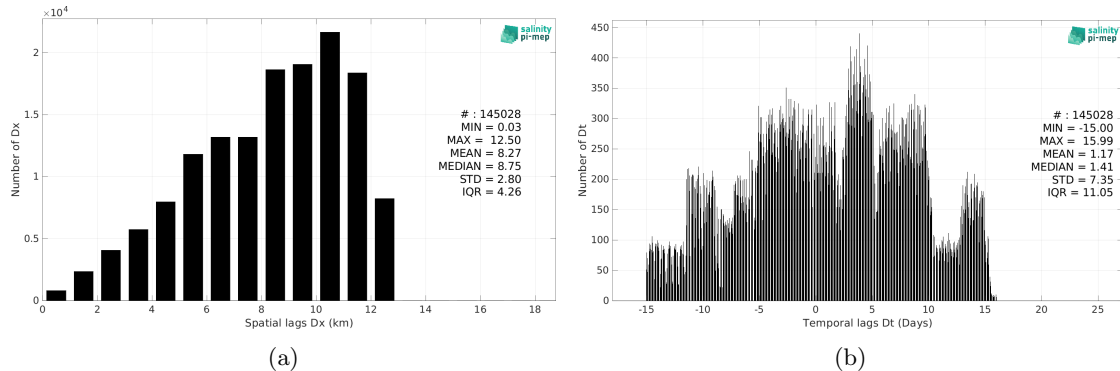 ×10⁴
2
1.5
1
0.5
0
0 2 4 6 8 10 12 14 16 18
Number of Dx
Spatial lags Dx (km)
salinity
pi-mep
# : 145028
MIN = 0.03
MAX = 12.50
MEAN = 8.27
MEDIAN = 8.75
STD = 2.80
IQR = 4.26
(a)
450
400
350
300
250
200
150
100
50
0
-15 -10 -5 0 5 10 15 20 25
Number of Dt
Temporal lags Dt (Days)
salinity
pi-mep
# : 145028
MIN = -15.00
MAX = 15.99
MEAN = 1.17
MEDIAN = 1.41
STD = 7.35
IQR = 11.05
(b)